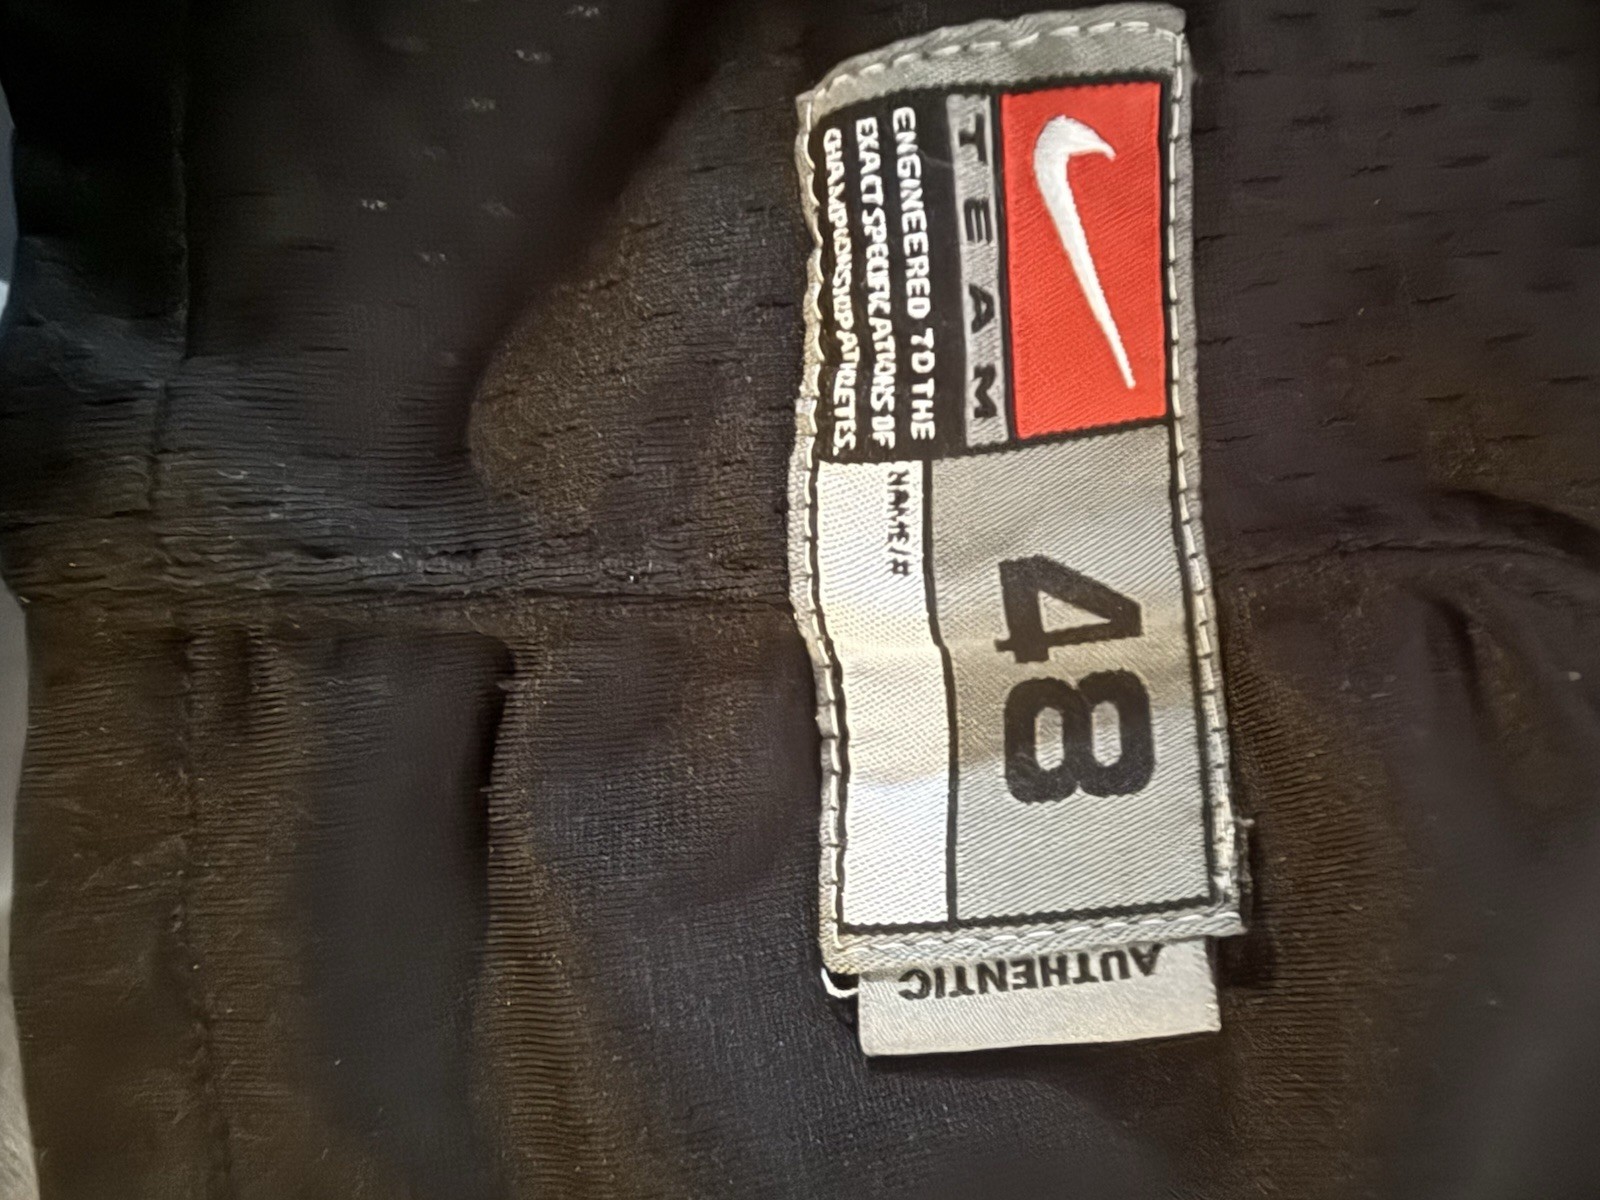 TEAM
ENGINEERED TO THE
EXACT SPECIFICATIONS OF
CHAMPIONSHIP ATHLETES.
48
NAME/#
AUTHENTIC